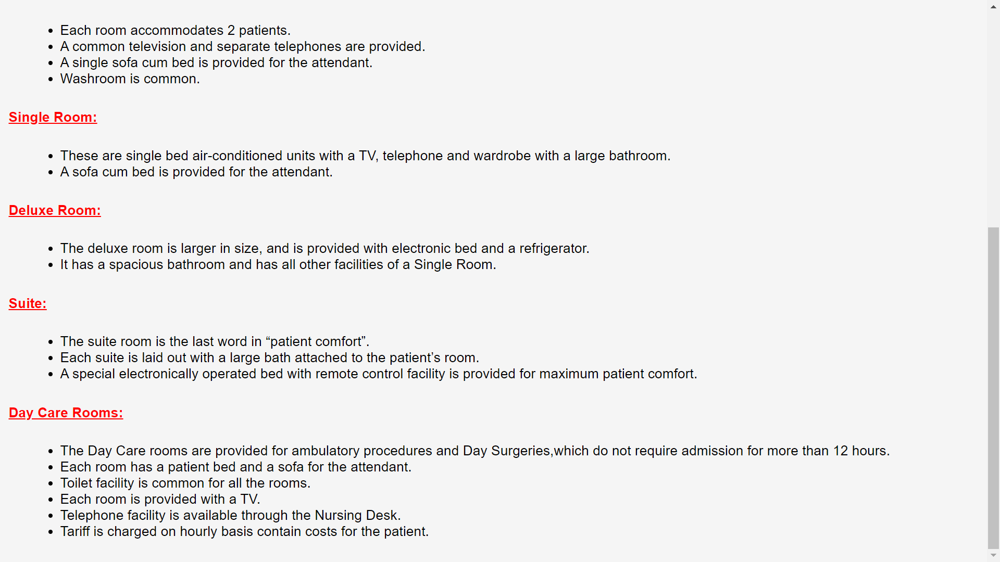 • Each room accommodates 2 patients.
• A common television and separate telephones are provided.
• A single sofa cum bed is provided for the attendant.
• Washroom is common.
Single Room:
• These are single bed air-conditioned units with a TV, telephone and wardrobe with a large bathroom.
• A sofa cum bed is provided for the attendant.
Deluxe Room:
• The deluxe room is larger in size, and is provided with electronic bed and a refrigerator.
• It has a spacious bathroom and has all other facilities of a Single Room.
Suite:
• The suite room is the last word in “patient comfort”.
• Each suite is laid out with a large bath attached to the patient’s room.
• A special electronically operated bed with remote control facility is provided for maximum patient comfort.
Day Care Rooms:
• The Day Care rooms are provided for ambulatory procedures and Day Surgeries,which do not require admission for more than 12 hours.
• Each room has a patient bed and a sofa for the attendant.
• Toilet facility is common for all the rooms.
• Each room is provided with a TV.
• Telephone facility is available through the Nursing Desk.
• Tariff is charged on hourly basis contain costs for the patient.